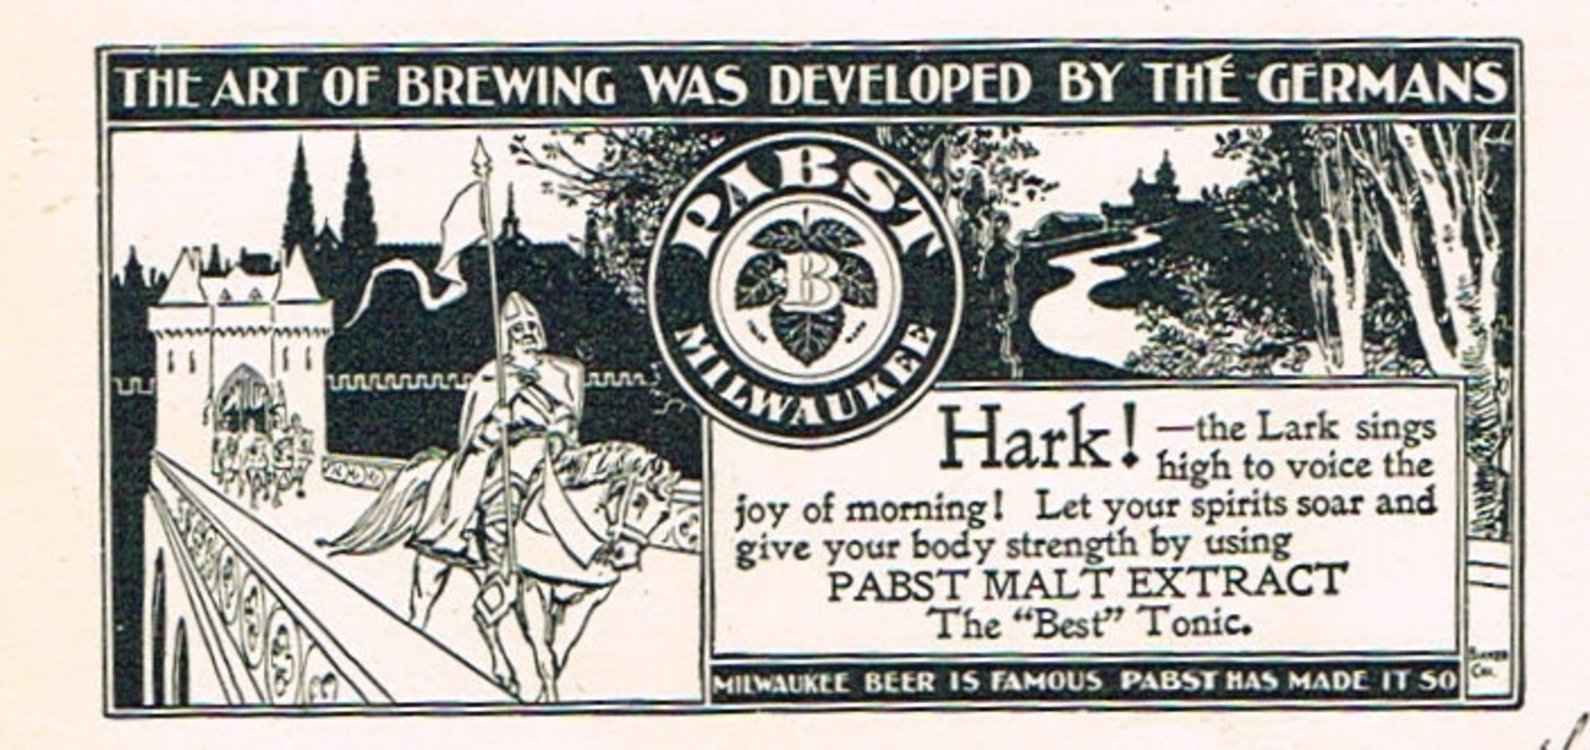 THE ART OF BREWING WAS DEVELOPED BY THE GERMANS
PABST
B
MILWAUKEE
Hark! —the Lark sings
high to voice the
joy of morning! Let your spirits soar and
give your body strength by using
PABST MALT EXTRACT
The “Best” Tonic.
MILWAUKEE BEER IS FAMOUS PABST HAS MADE IT SO